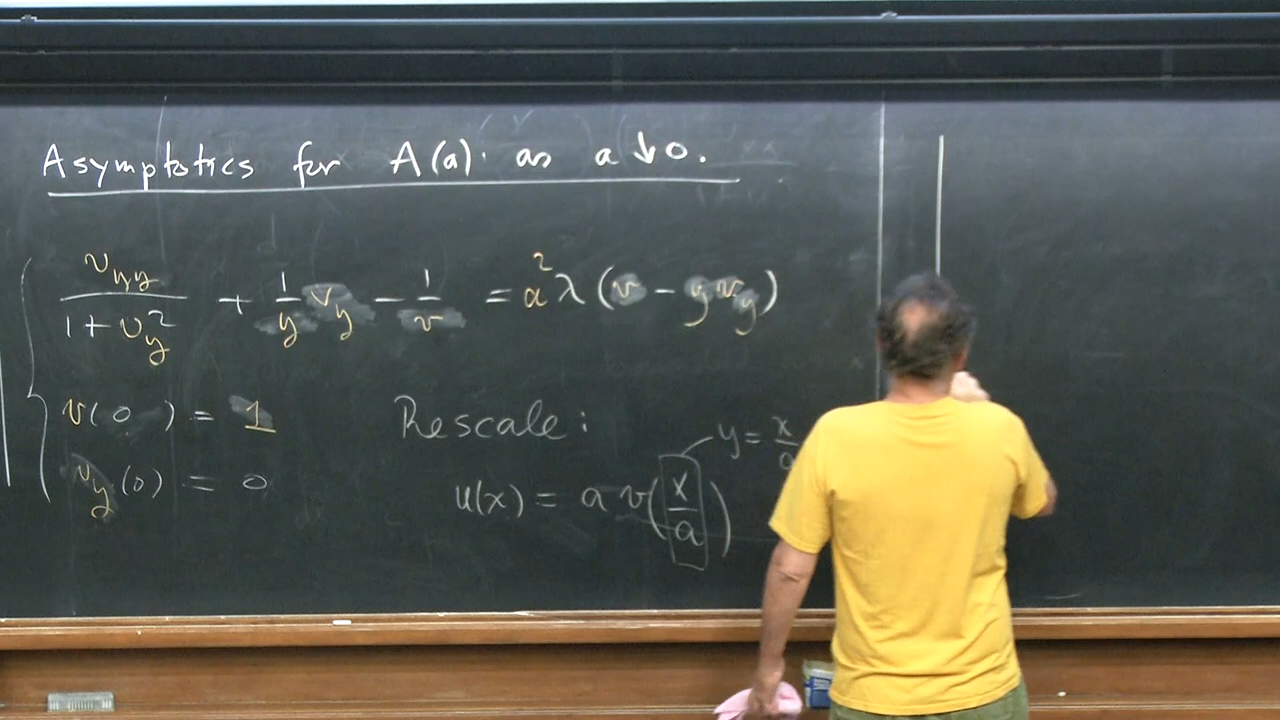 Asymptotics for A(a) as a ↓ 0.
v_yy / (1 + v_y^2) + 1/y v_y − 1/v = a^2 λ (v − y v_y)
v(0) = 1
Rescale:
y = x/a
v_y(0) = 0
u(x) = a v(x/a)